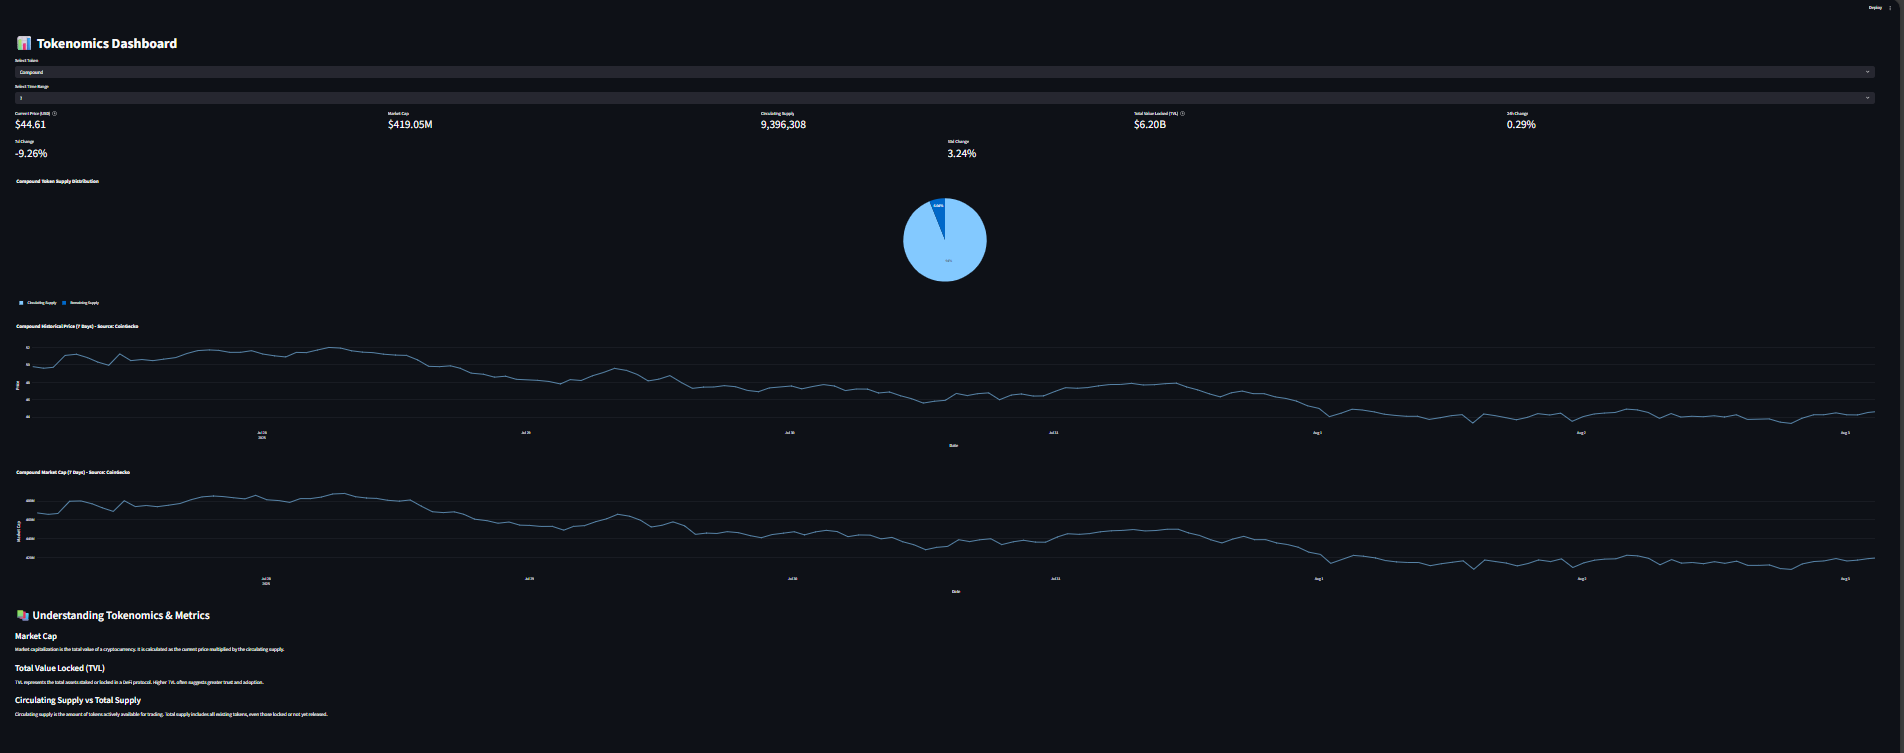 Deploy
Tokenomics Dashboard
Select Token
Compound
Select Time Range
Current Price (USD)
$44.61
Market Cap
$419.05M
Circulating Supply
9,396,308
Total Value Locked (TVL)
$6.20B
24h Change
0.29%
7d Change
-9.26%
30d Change
3.24%
Compound Token Supply Distribution
Circulating Supply
Remaining Supply
Compound Historical Price (7 Days) - Source: CoinGecko
Price
Jul 28
2025
Jul 29
Jul 30
Jul 31
Aug 1
Aug 2
Aug 3
Date
Compound Market Cap (7 Days) - Source: CoinGecko
Market Cap
Jul 28
2025
Jul 29
Jul 30
Jul 31
Aug 1
Aug 2
Aug 3
Date
Understanding Tokenomics & Metrics
Market Cap
Market capitalization is the total value of a cryptocurrency. It is calculated as the current price multiplied by the circulating supply.
Total Value Locked (TVL)
TVL represents the total assets staked or locked in a DeFi protocol. Higher TVL often suggests greater trust and adoption.
Circulating Supply vs Total Supply
Circulating supply is the amount of tokens actively available for trading. Total supply includes all existing tokens, even those locked or not yet released.